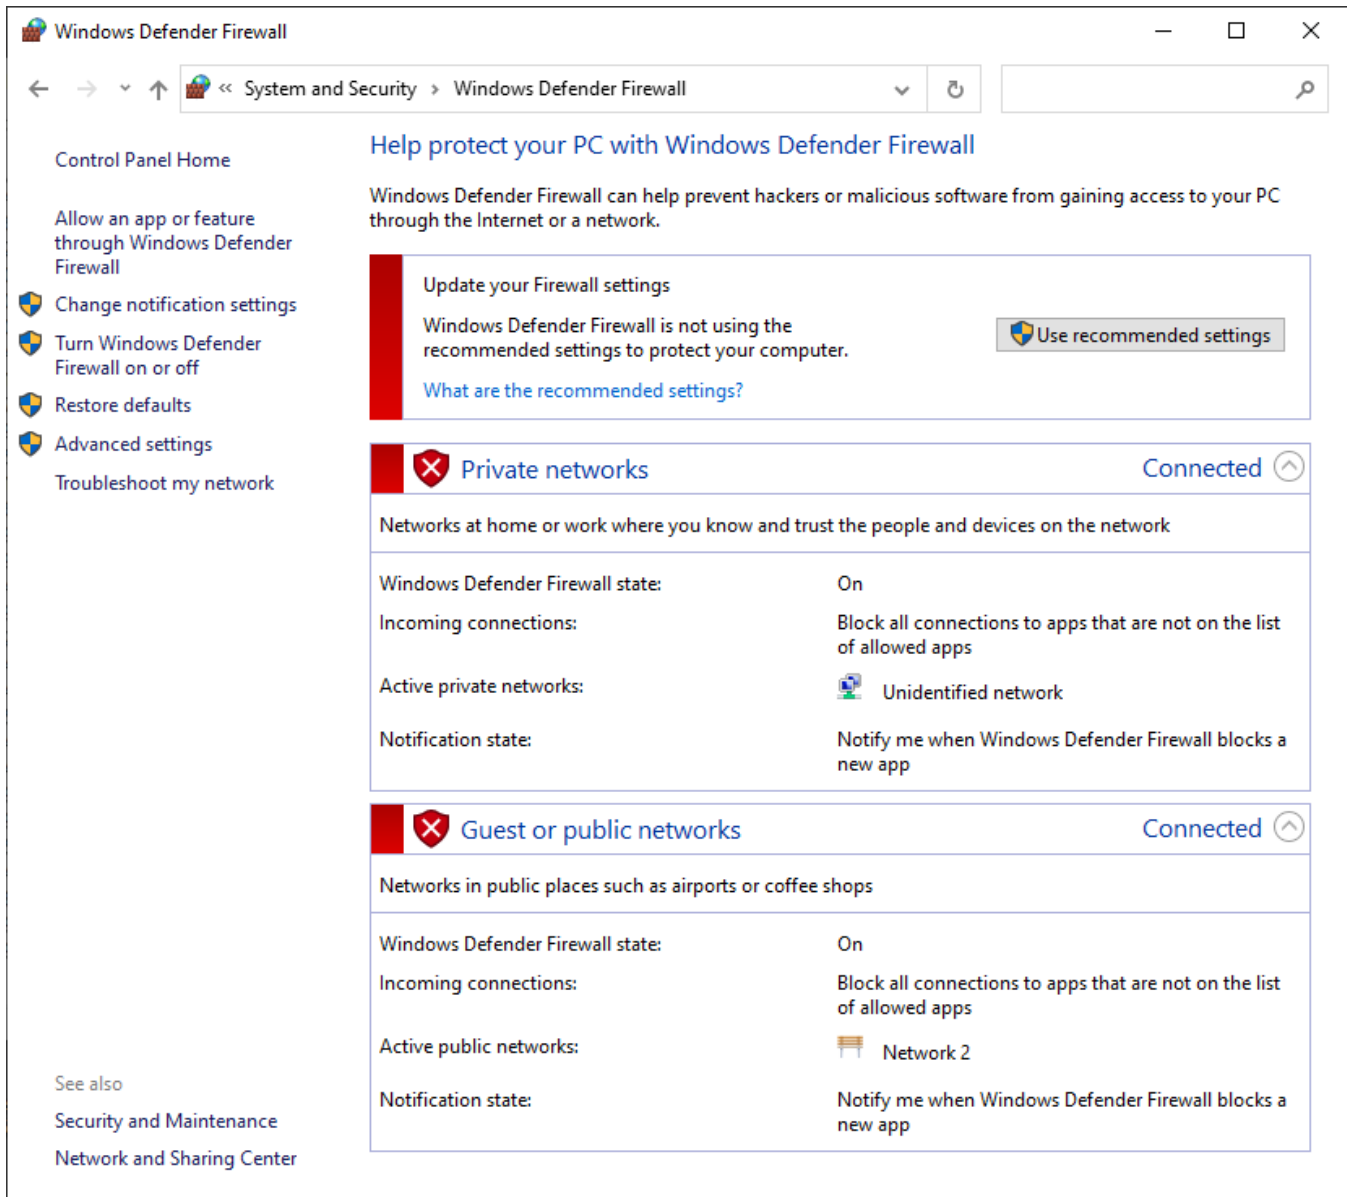 Windows Defender Firewall
« System and Security › Windows Defender Firewall
Control Panel Home
Allow an app or feature
through Windows Defender
Firewall
Change notification settings
Turn Windows Defender
Firewall on or off
Restore defaults
Advanced settings
Troubleshoot my network
See also
Security and Maintenance
Network and Sharing Center
Help protect your PC with Windows Defender Firewall
Windows Defender Firewall can help prevent hackers or malicious software from gaining access to your PC
through the Internet or a network.
Update your Firewall settings
Windows Defender Firewall is not using the
recommended settings to protect your computer.
Use recommended settings
What are the recommended settings?
Private networks Connected
Networks at home or work where you know and trust the people and devices on the network
Windows Defender Firewall state: On
Incoming connections: Block all connections to apps that are not on the list
of allowed apps
Active private networks: Unidentified network
Notification state: Notify me when Windows Defender Firewall blocks a
new app
Guest or public networks Connected
Networks in public places such as airports or coffee shops
Windows Defender Firewall state: On
Incoming connections: Block all connections to apps that are not on the list
of allowed apps
Active public networks: Network 2
Notification state: Notify me when Windows Defender Firewall blocks a
new app